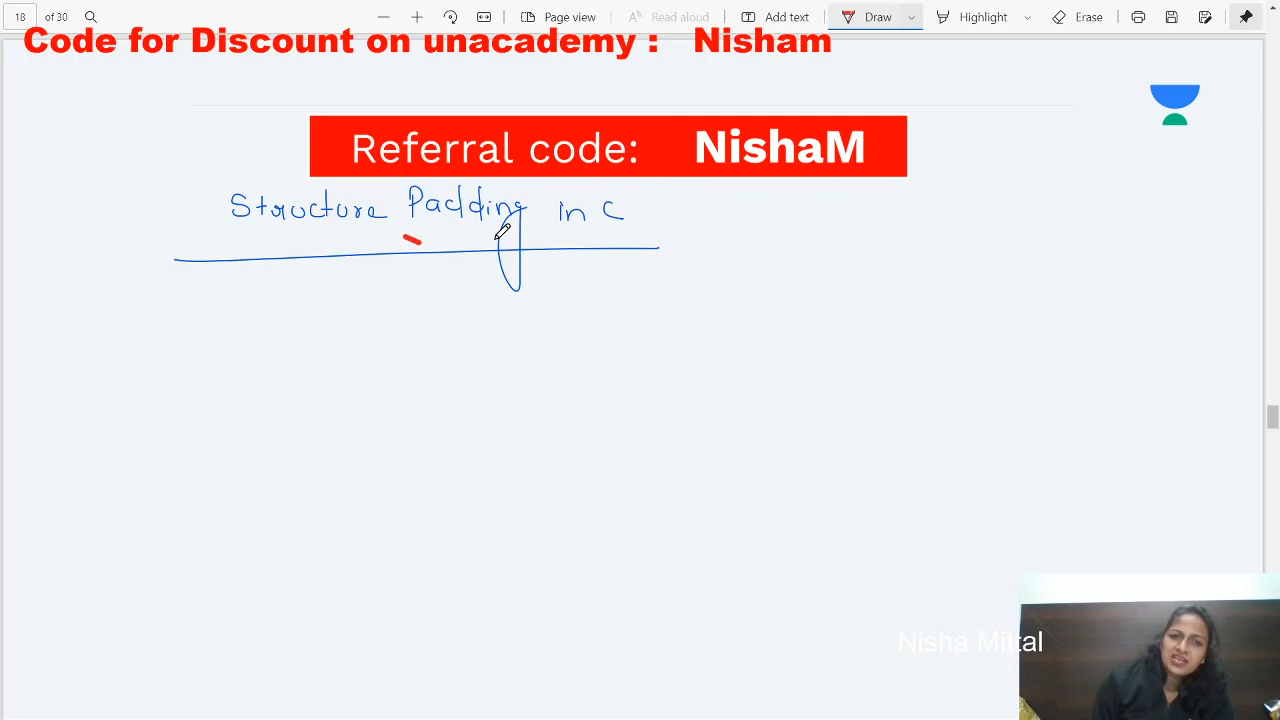 18 of 30 Page view Read aloud Add text Draw Highlight Erase
Code for Discount on unacademy : Nisham
Referral code: NishaM
Structure Padding in C
Nisha Mittal